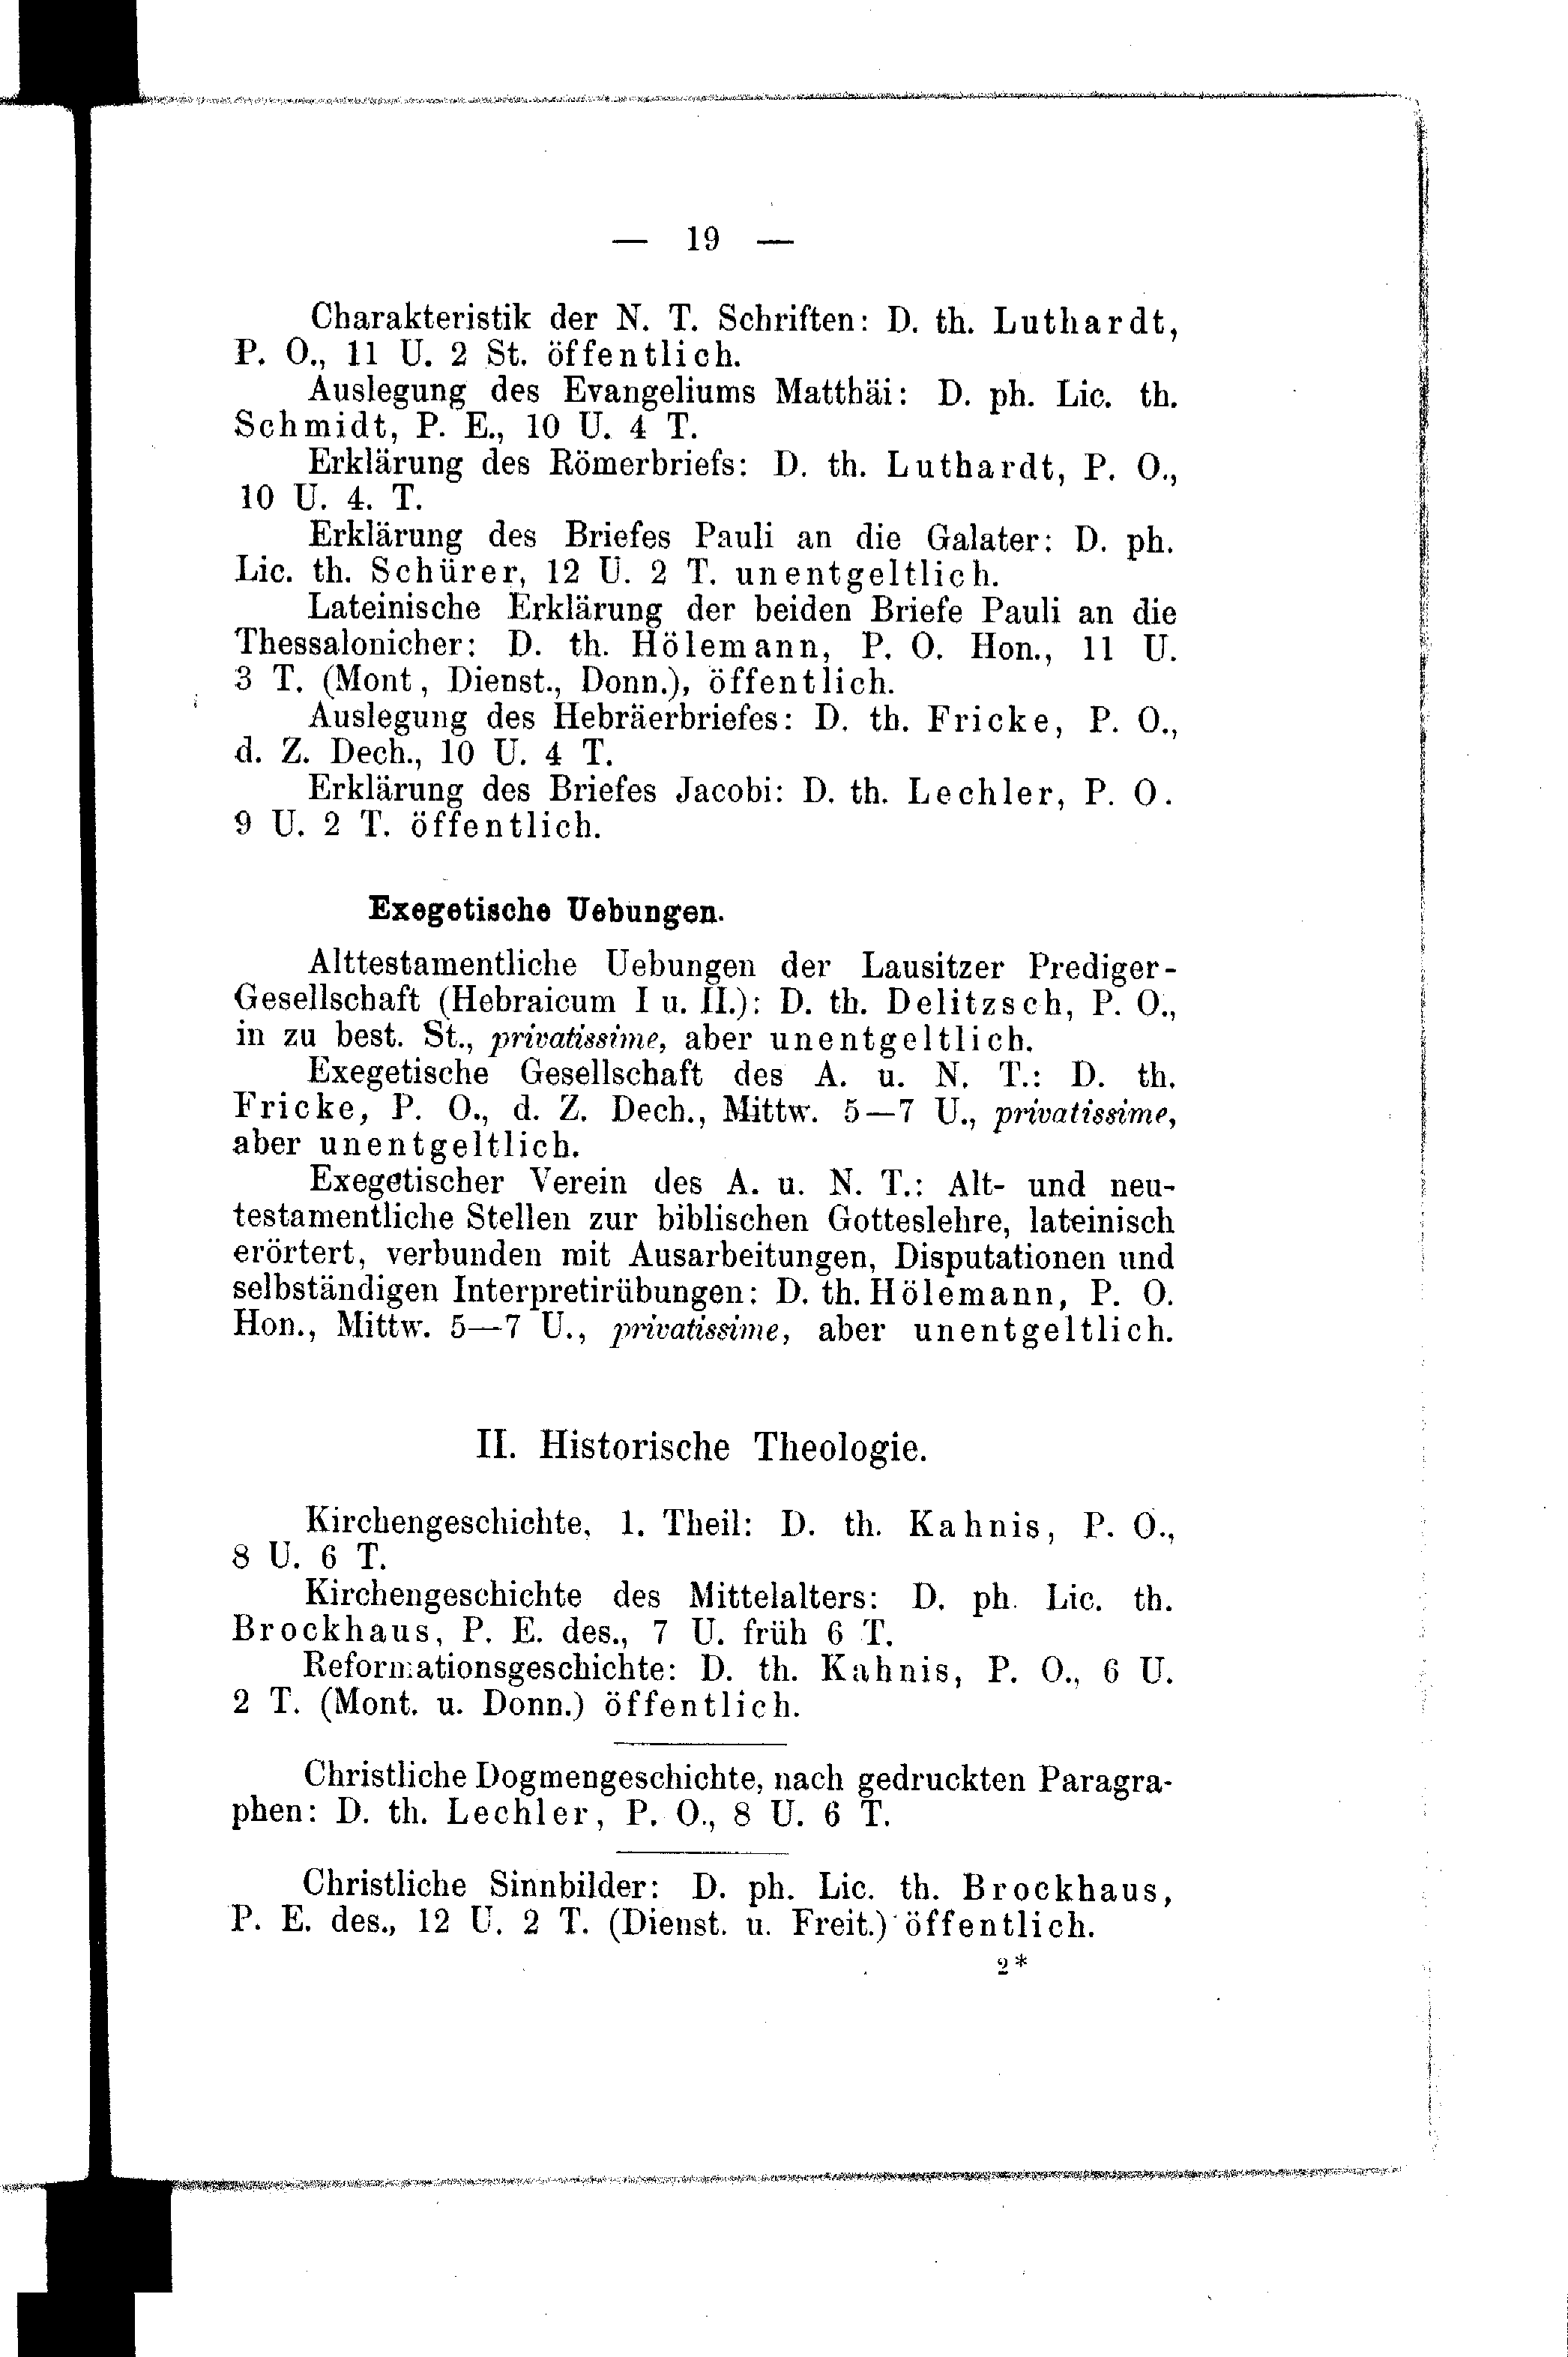 — 19 —
Charakteristik der N. T. Schriften: D. th. Luthardt,
P. O., 11 U. 2 St. öffentlich.
Auslegung des Evangeliums Matthäi: D. ph. Lic. th.
Schmidt, P. E., 10 U. 4 T.
Erklärung des Römerbriefs: D. th. Luthardt, P. O.,
10 U. 4. T.
Erklärung des Briefes Pauli an die Galater: D. ph.
Lic. th. Schürer, 12 U. 2 T. unentgeltlich.
Lateinische Erklärung der beiden Briefe Pauli an die
Thessalonicher: D. th. Hölemann, P. O. Hon., 11 U.
3 T. (Mont, Dienst., Donn.), öffentlich.
Auslegung des Hebräerbriefes: D. th. Fricke, P. O.,
d. Z. Dech., 10 U. 4 T.
Erklärung des Briefes Jacobi: D. th. Lechler, P. O.
9 U. 2 T. öffentlich.
Exegetische Uebungen.
Alttestamentliche Uebungen der Lausitzer Prediger-
Gesellschaft (Hebraicum I u. II.): D. th. Delitzsch, P. O.,
in zu best. St., privatissime, aber unentgeltlich.
Exegetische Gesellschaft des A. u. N. T.: D. th.
Fricke, P. O., d. Z. Dech., Mittw. 5—7 U., privatissime,
aber unentgeltlich.
Exegetischer Verein des A. u. N. T.: Alt- und neu-
testamentliche Stellen zur biblischen Gotteslehre, lateinisch
erörtert, verbunden mit Ausarbeitungen, Disputationen und
selbständigen Interpretirübungen: D. th. Hölemann, P. O.
Hon., Mittw. 5—7 U., privatissime, aber unentgeltlich.
II. Historische Theologie.
Kirchengeschichte, 1. Theil: D. th. Kahnis, P. O.,
8 U. 6 T.
Kirchengeschichte des Mittelalters: D. ph. Lic. th.
Brockhaus, P. E. des., 7 U. früh 6 T.
Reformationsgeschichte: D. th. Kahnis, P. O., 6 U.
2 T. (Mont. u. Donn.) öffentlich.
Christliche Dogmengeschichte, nach gedruckten Paragra-
phen: D. th. Lechler, P. O., 8 U. 6 T.
Christliche Sinnbilder: D. ph. Lic. th. Brockhaus,
P. E. des., 12 U. 2 T. (Dienst. u. Freit.) öffentlich.
2*